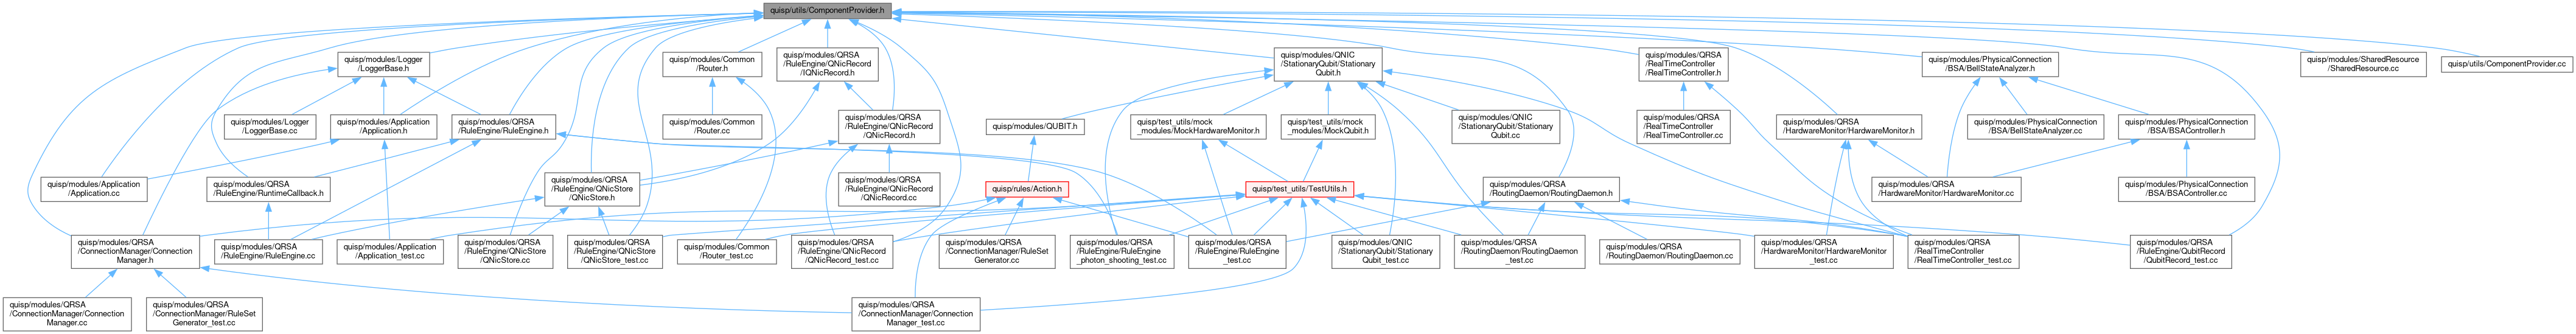 quisp/utils/ComponentProvider.h
quisp/modules/Logger
/LoggerBase.h
quisp/modules/Common
/Router.h
quisp/modules/QRSA
/RuleEngine/QNicRecord
/IQNicRecord.h
quisp/modules/QNIC
/StationaryQubit/Stationary
Qubit.h
quisp/modules/QRSA
/RealTimeController
/RealTimeController.h
quisp/modules/PhysicalConnection
/BSA/BellStateAnalyzer.h
quisp/modules/SharedResource
/SharedResource.cc
quisp/utils/ComponentProvider.cc
quisp/modules/Logger
/LoggerBase.cc
quisp/modules/Application
/Application.h
quisp/modules/QRSA
/RuleEngine/RuleEngine.h
quisp/modules/Common
/Router.cc
quisp/modules/QRSA
/RuleEngine/QNicRecord
/QNicRecord.h
quisp/modules/QUBIT.h
quisp/test_utils/mock
_modules/MockHardwareMonitor.h
quisp/test_utils/mock
_modules/MockQubit.h
quisp/modules/QNIC
/StationaryQubit/Stationary
Qubit.cc
quisp/modules/QRSA
/RealTimeController
/RealTimeController.cc
quisp/modules/QRSA
/HardwareMonitor/HardwareMonitor.h
quisp/modules/PhysicalConnection
/BSA/BellStateAnalyzer.cc
quisp/modules/PhysicalConnection
/BSA/BSAController.h
quisp/modules/Application
/Application.cc
quisp/modules/QRSA
/RuleEngine/RuntimeCallback.h
quisp/modules/QRSA
/RuleEngine/QNicStore
/QNicStore.h
quisp/modules/QRSA
/RuleEngine/QNicRecord
/QNicRecord.cc
quisp/rules/Action.h
quisp/test_utils/TestUtils.h
quisp/modules/QRSA
/RoutingDaemon/RoutingDaemon.h
quisp/modules/QRSA
/HardwareMonitor/HardwareMonitor.cc
quisp/modules/PhysicalConnection
/BSA/BSAController.cc
quisp/modules/QRSA
/ConnectionManager/Connection
Manager.h
quisp/modules/QRSA
/RuleEngine/RuleEngine.cc
quisp/modules/Application
/Application_test.cc
quisp/modules/QRSA
/RuleEngine/QNicStore
/QNicStore.cc
quisp/modules/QRSA
/RuleEngine/QNicStore
/QNicStore_test.cc
quisp/modules/Common
/Router_test.cc
quisp/modules/QRSA
/RuleEngine/QNicRecord
/QNicRecord_test.cc
quisp/modules/QRSA
/ConnectionManager/RuleSet
Generator.cc
quisp/modules/QRSA
/RuleEngine/RuleEngine
_photon_shooting_test.cc
quisp/modules/QRSA
/RuleEngine/RuleEngine
_test.cc
quisp/modules/QNIC
/StationaryQubit/Stationary
Qubit_test.cc
quisp/modules/QRSA
/RoutingDaemon/RoutingDaemon
_test.cc
quisp/modules/QRSA
/RoutingDaemon/RoutingDaemon.cc
quisp/modules/QRSA
/HardwareMonitor/HardwareMonitor
_test.cc
quisp/modules/QRSA
/RealTimeController
/RealTimeController_test.cc
quisp/modules/QRSA
/RuleEngine/QubitRecord
/QubitRecord_test.cc
quisp/modules/QRSA
/ConnectionManager/Connection
Manager.cc
quisp/modules/QRSA
/ConnectionManager/RuleSet
Generator_test.cc
quisp/modules/QRSA
/ConnectionManager/Connection
Manager_test.cc